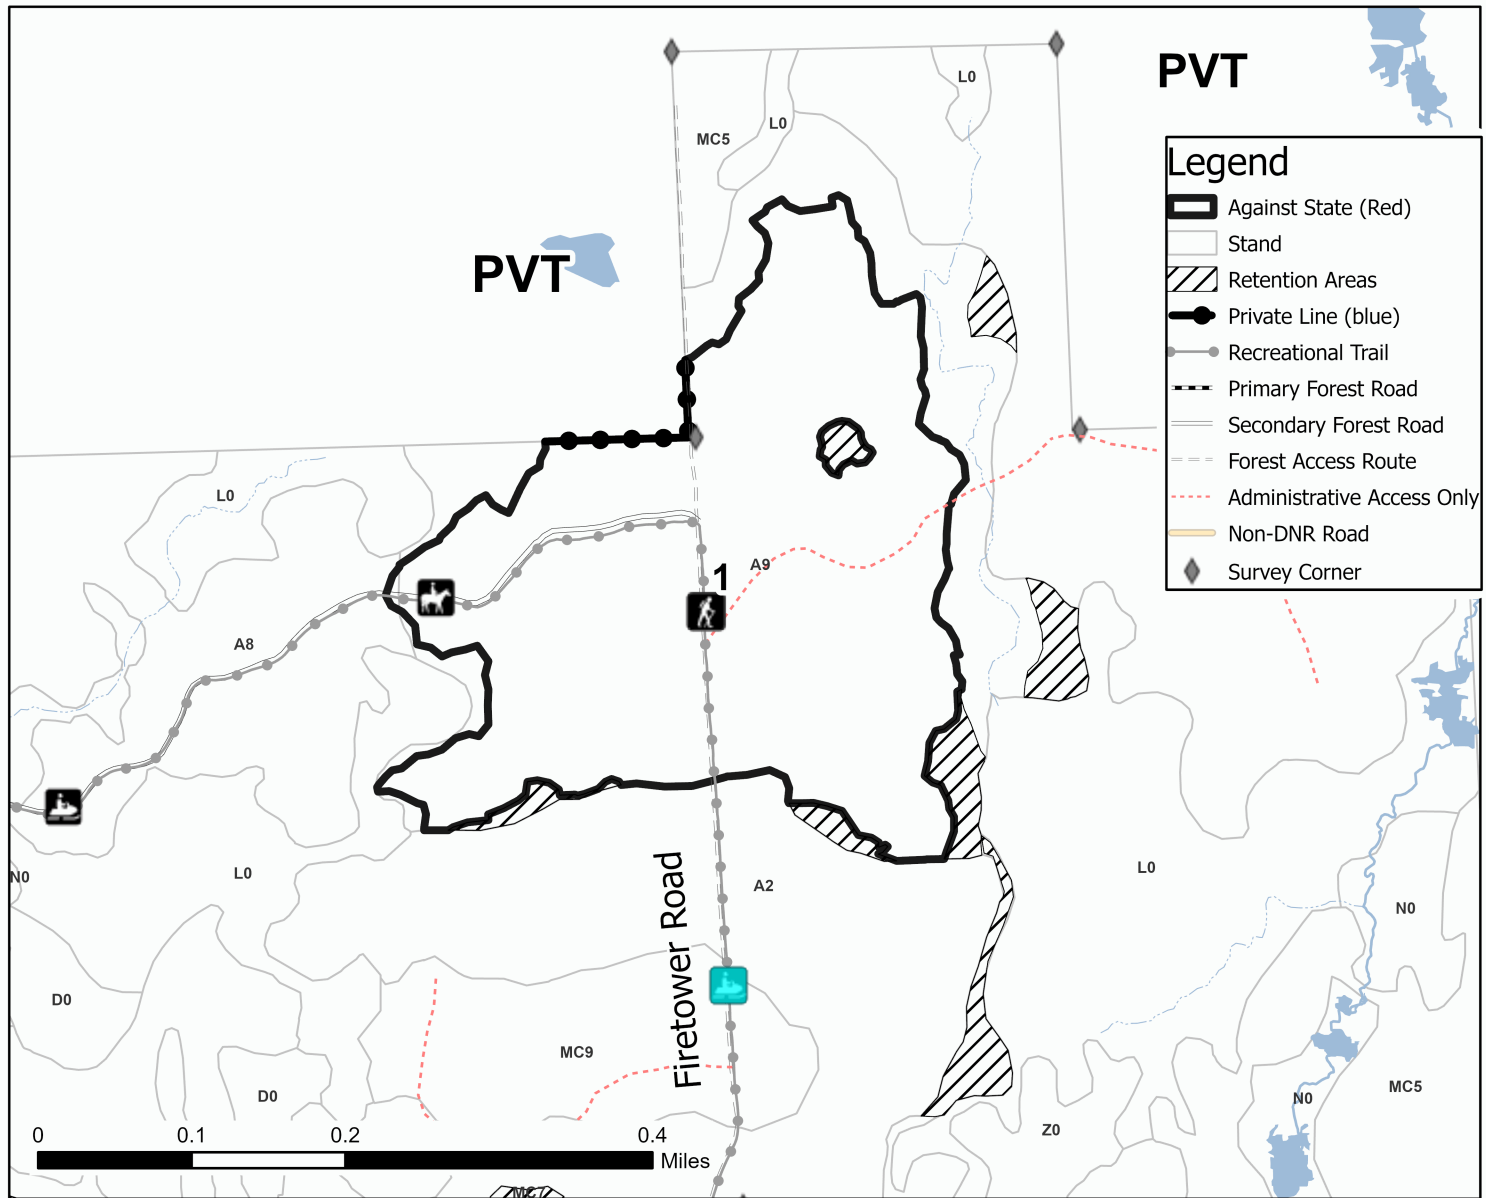 PVT
L0
L0
MC5
PVT
Legend
Against State (Red)
Stand
Retention Areas
Private Line (blue)
Recreational Trail
Primary Forest Road
Secondary Forest Road
Forest Access Route
Administrative Access Only
Non-DNR Road
Survey Corner
L0
A9
1
A8
L0
N0
A2
L0
N0
D0
Firetower Road
MC9
D0
MC5
N0
Z0
0 0.1 0.2 0.4
Miles
MC7